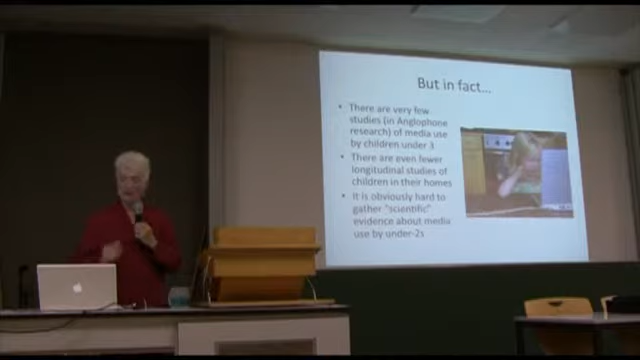 But in fact...
• There are very few
studies (in Anglophone
research) of media use
by children under 3
• There are even fewer
longitudinal studies of
children in their homes
• It is obviously hard to
gather "scientific"
evidence about media
use by under-2s